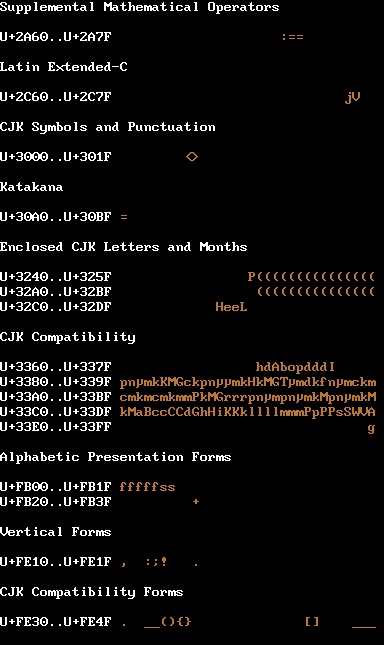 Supplemental Mathematical Operators
U+2A60..U+2A7F :==
Latin Extended-C
U+2C60..U+2C7F jV
CJK Symbols and Punctuation
U+3000..U+301F <>
Katakana
U+30A0..U+30BF =
Enclosed CJK Letters and Months
U+3240..U+325F P(((((((((((((((
U+32A0..U+32BF (((((((((((((((
U+32C0..U+32DF HeeL
CJK Compatibility
U+3360..U+337F hdAbopdddI
U+3380..U+339F pnµmkKMGckpnµµmkHkMGTµmdkfnµmckm
U+33A0..U+33BF cmkmcmkmmPkMGrrrpnµmpnµmkMpnµmkM
U+33C0..U+33DF kMaBccCCdGhHiKKkllllmmmPpPPsSWVA
U+33E0..U+33FF g
Alphabetic Presentation Forms
U+FB00..U+FB1F fffffss
U+FB20..U+FB3F +
Vertical Forms
U+FE10..U+FE1F , :;! .
CJK Compatibility Forms
U+FE30..U+FE4F . __(){} [] ___